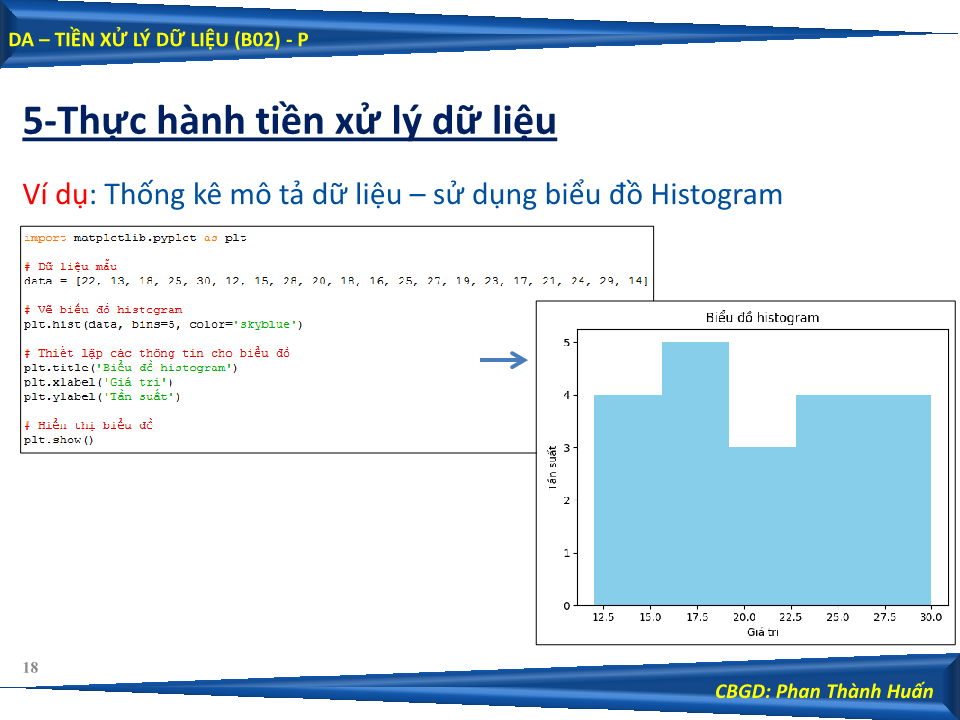 DA – TIỀN XỬ LÝ DỮ LIỆU (B02) - P
5-Thực hành tiền xử lý dữ liệu
Ví dụ: Thống kê mô tả dữ liệu – sử dụng biểu đồ Histogram
import matplotlib.pyplot as plt
# Dữ liệu mẫu
data = [22, 13, 18, 25, 30, 12, 15, 28, 20, 18, 16, 25, 27, 19, 23, 17, 21, 24, 29, 14]
# Vẽ biểu đồ histogram
plt.hist(data, bins=5, color='skyblue')
# Thiết lập các thông tin cho biểu đồ
plt.title('Biểu đồ histogram')
plt.xlabel('Giá trị')
plt.ylabel('Tần suất')
# Hiển thị biểu đồ
plt.show()
Biểu đồ histogram
5
4
3
2
1
0
Tần suất
12.5 15.0 17.5 20.0 22.5 25.0 27.5 30.0
Giá trị
18
CBGD: Phan Thành Huấn